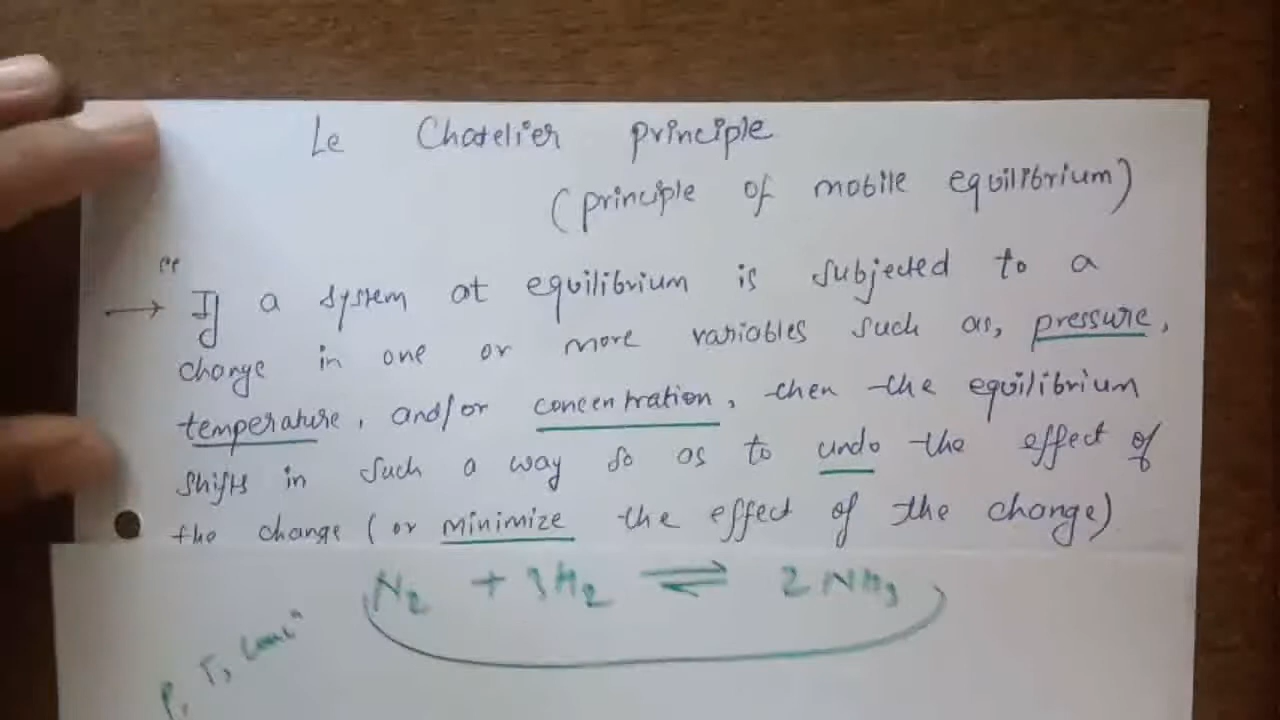 Le Chatelier principle
(principle of mobile equilibrium)
→ " If a system at equilibrium is subjected to a
change in one or more variables such as, pressure,
temperature, and/or concentration, then the equilibrium
shifts in such a way so as to undo the effect of
the change (or minimize the effect of the change)
N₂ + 3H₂ ⇌ 2NH₃
P, T, concⁿ